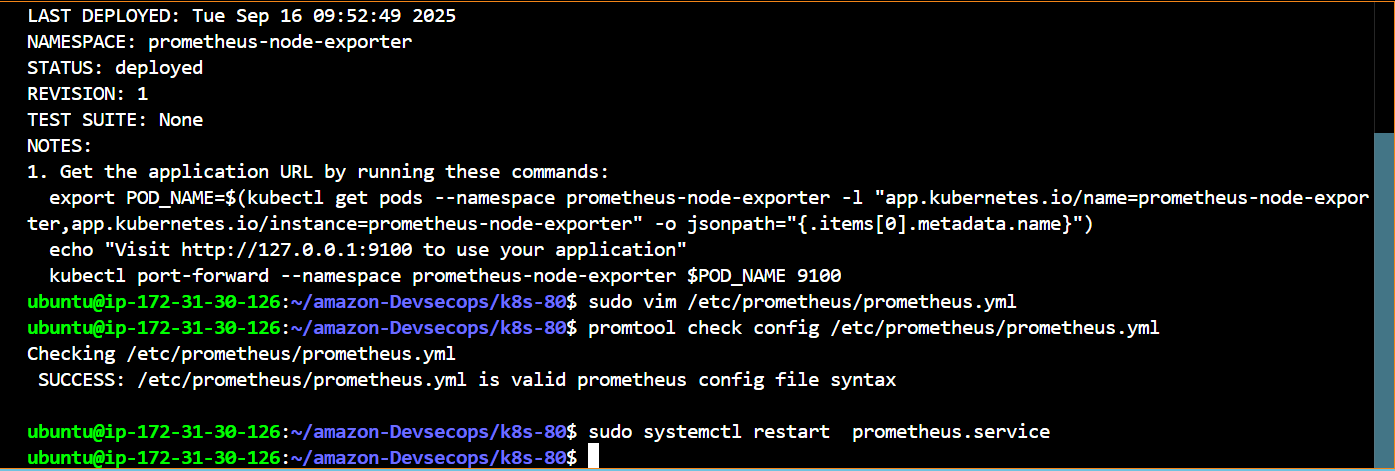 LAST DEPLOYED: Tue Sep 16 09:52:49 2025
NAMESPACE: prometheus-node-exporter
STATUS: deployed
REVISION: 1
TEST SUITE: None
NOTES:
1. Get the application URL by running these commands:
  export POD_NAME=$(kubectl get pods --namespace prometheus-node-exporter -l "app.kubernetes.io/name=prometheus-node-expor
ter,app.kubernetes.io/instance=prometheus-node-exporter" -o jsonpath="{.items[0].metadata.name}")
  echo "Visit http://127.0.0.1:9100 to use your application"
  kubectl port-forward --namespace prometheus-node-exporter $POD_NAME 9100
ubuntu@ip-172-31-30-126:~/amazon-Devsecops/k8s-80$ sudo vim /etc/prometheus/prometheus.yml
ubuntu@ip-172-31-30-126:~/amazon-Devsecops/k8s-80$ promtool check config /etc/prometheus/prometheus.yml
Checking /etc/prometheus/prometheus.yml
 SUCCESS: /etc/prometheus/prometheus.yml is valid prometheus config file syntax

ubuntu@ip-172-31-30-126:~/amazon-Devsecops/k8s-80$ sudo systemctl restart  prometheus.service
ubuntu@ip-172-31-30-126:~/amazon-Devsecops/k8s-80$